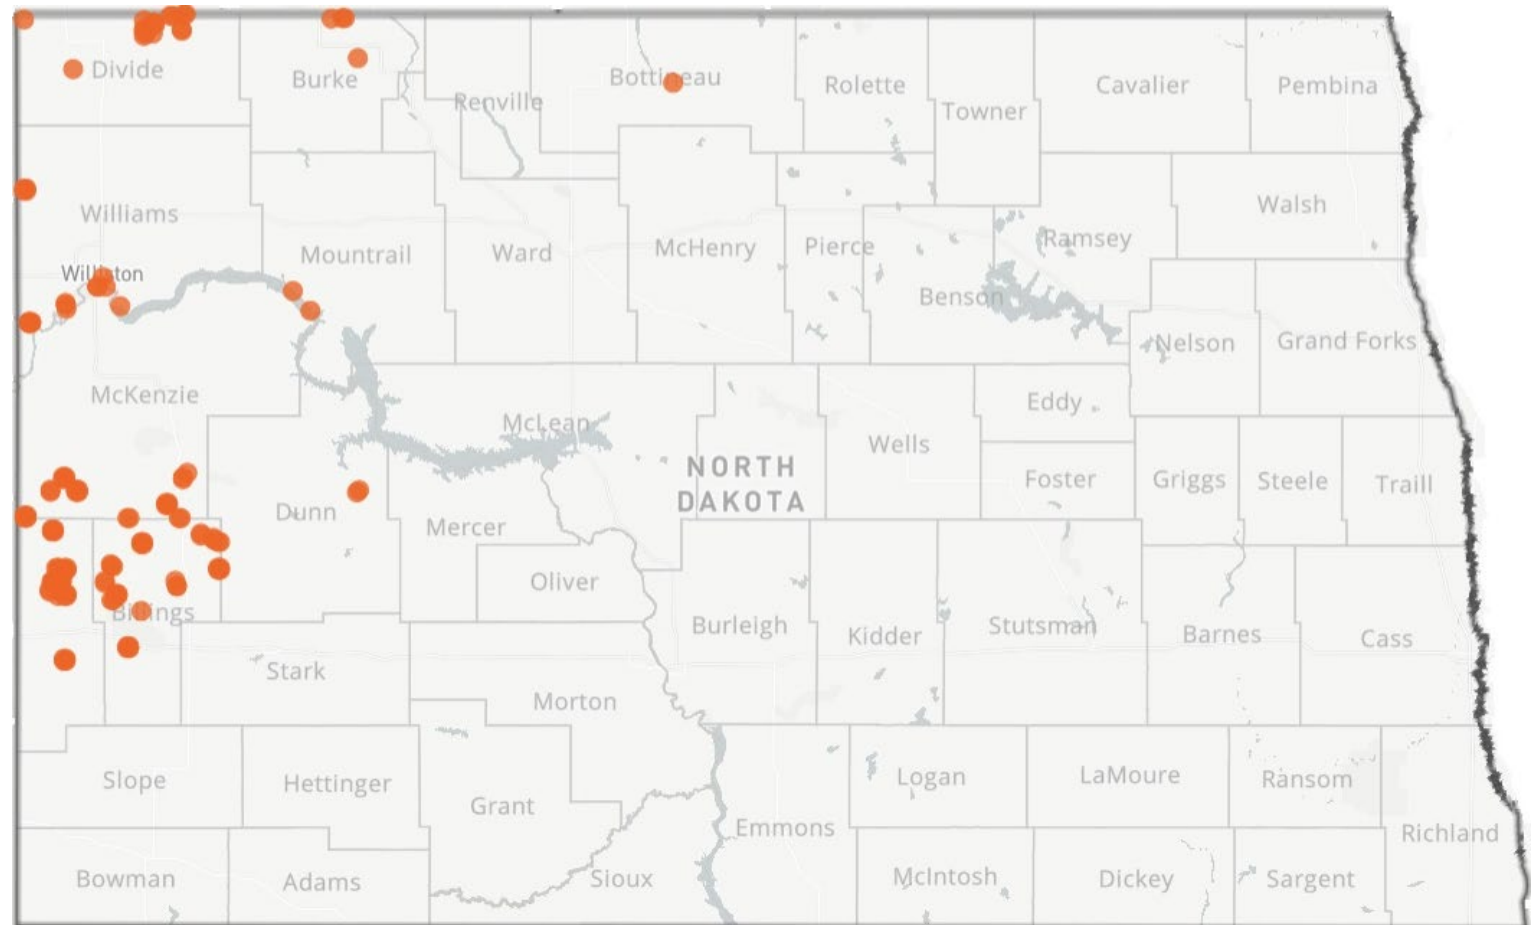 Divide
Burke
Renville
Bottineau
Rolette
Towner
Cavalier
Pembina
Williams
Williston
Mountrail
Ward
McHenry
Pierce
Benson
Ramsey
Walsh
Nelson
Grand Forks
McKenzie
McLean
Wells
Eddy
Foster
Griggs
Steele
Traill
NORTH
DAKOTA
Dunn
Mercer
Oliver
Billings
Burleigh
Kidder
Stutsman
Barnes
Cass
Stark
Morton
Slope
Hettinger
Grant
Logan
LaMoure
Ransom
Richland
Emmons
Bowman
Adams
Sioux
McIntosh
Dickey
Sargent